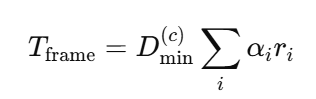 T_frame = D_min^(c) ∑_i α_i r_i